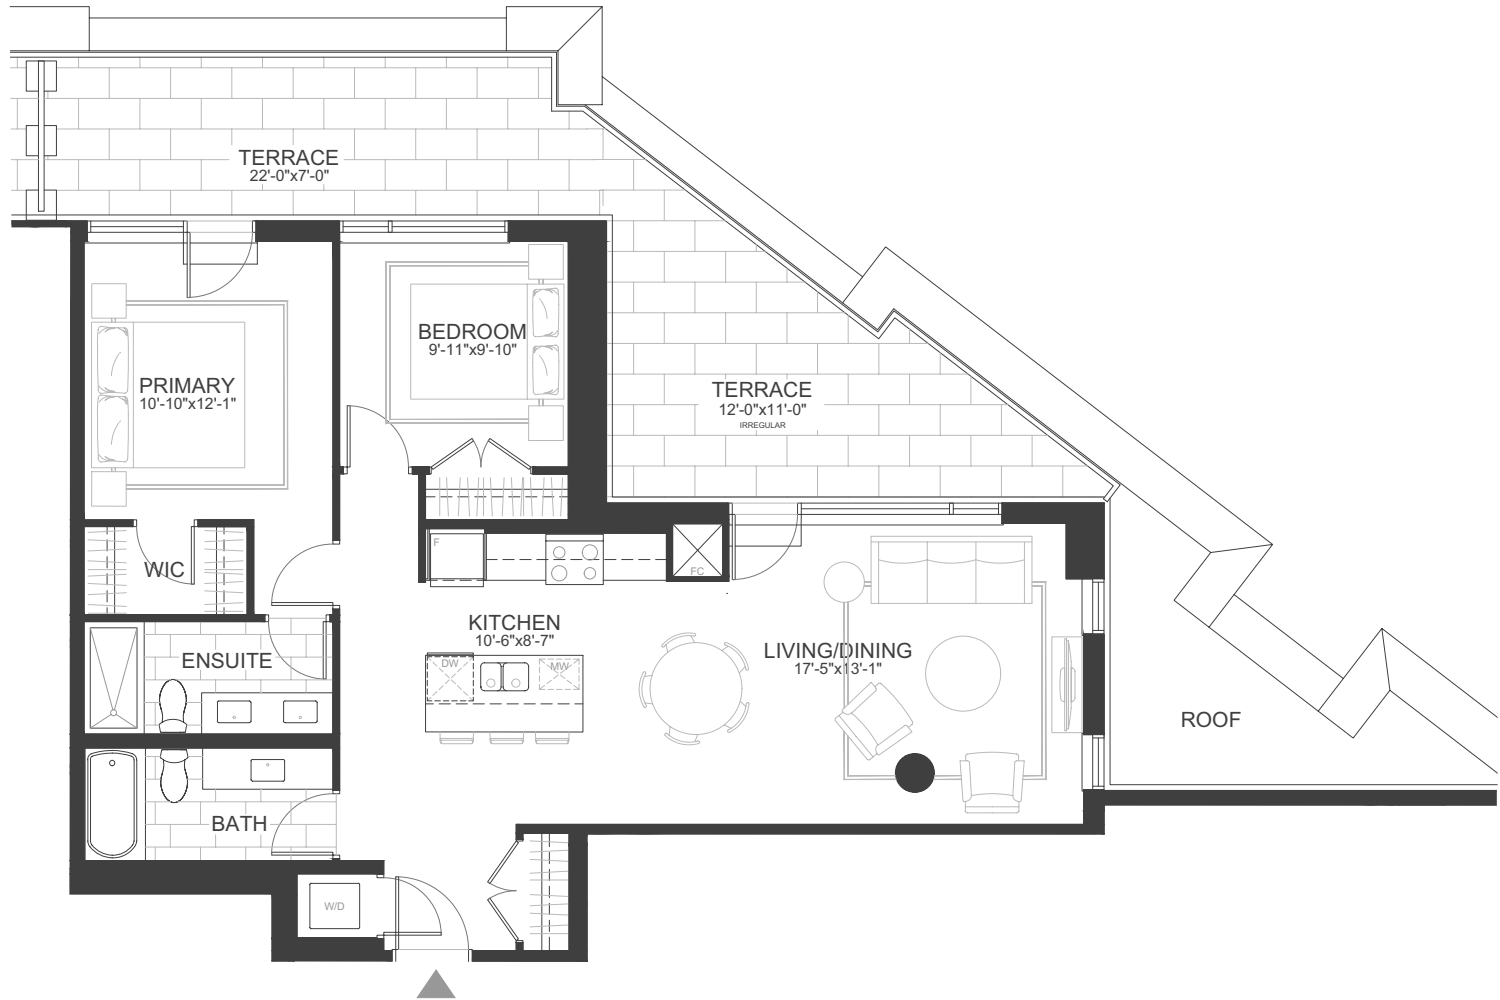 TERRACE
22'-0"x7'-0"
BEDROOM
9'-11"x9'-10"
PRIMARY
10'-10"x12'-1"
TERRACE
12'-0"x11'-0"
IRREGULAR
F
WIC
FC
KITCHEN
10'-6"x8'-7"
LIVING/DINING
17'-5"x13'-1"
ENSUITE
DW
MW
ROOF
BATH
W/D